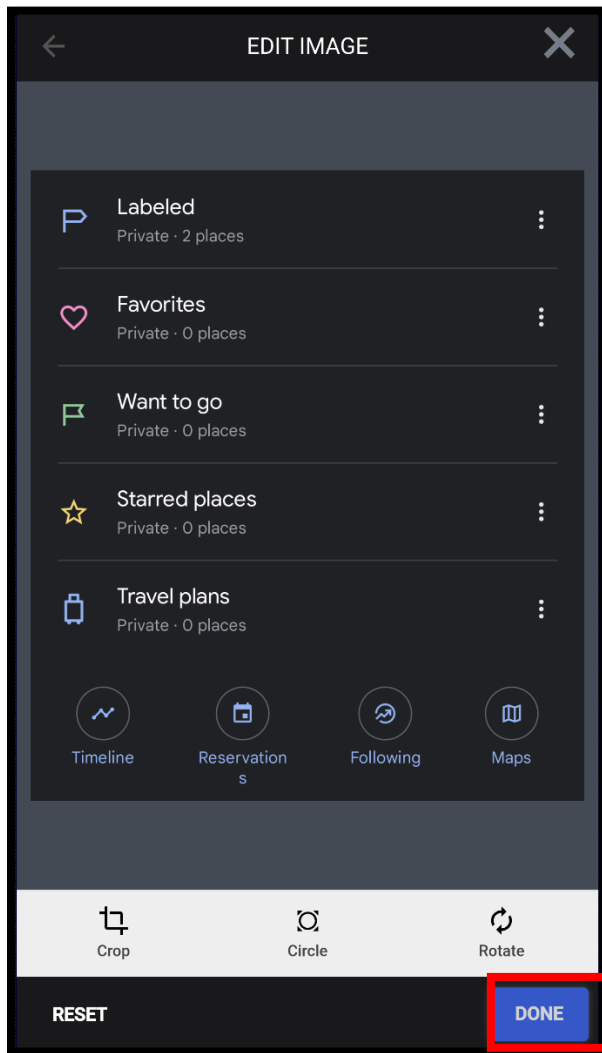 EDIT IMAGE
Labeled
Private · 2 places
Favorites
Private · 0 places
Want to go
Private · 0 places
Starred places
Private · 0 places
Travel plans
Private · 0 places
Timeline
Reservation
s
Following
Maps
Crop
Circle
Rotate
RESET
DONE